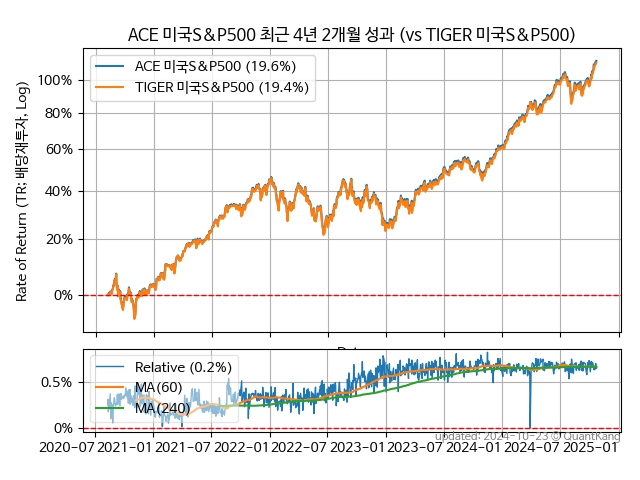 ACE 미국S&P500 최근 4년 2개월 성과 (vs TIGER 미국S&P500)
Rate of Return (TR: 배당재투자, Log)
ACE 미국S&P500 (19.6%)
TIGER 미국S&P500 (19.4%)
100%
80%
60%
40%
20%
0%
Relative (0.2%)
MA(60)
MA(240)
0.5%
0%
updated: 2024-10-23 © QuantKang
2020-07 2021-01 2021-07 2022-01 2022-07 2023-01 2023-07 2024-01 2024-07 2025-01